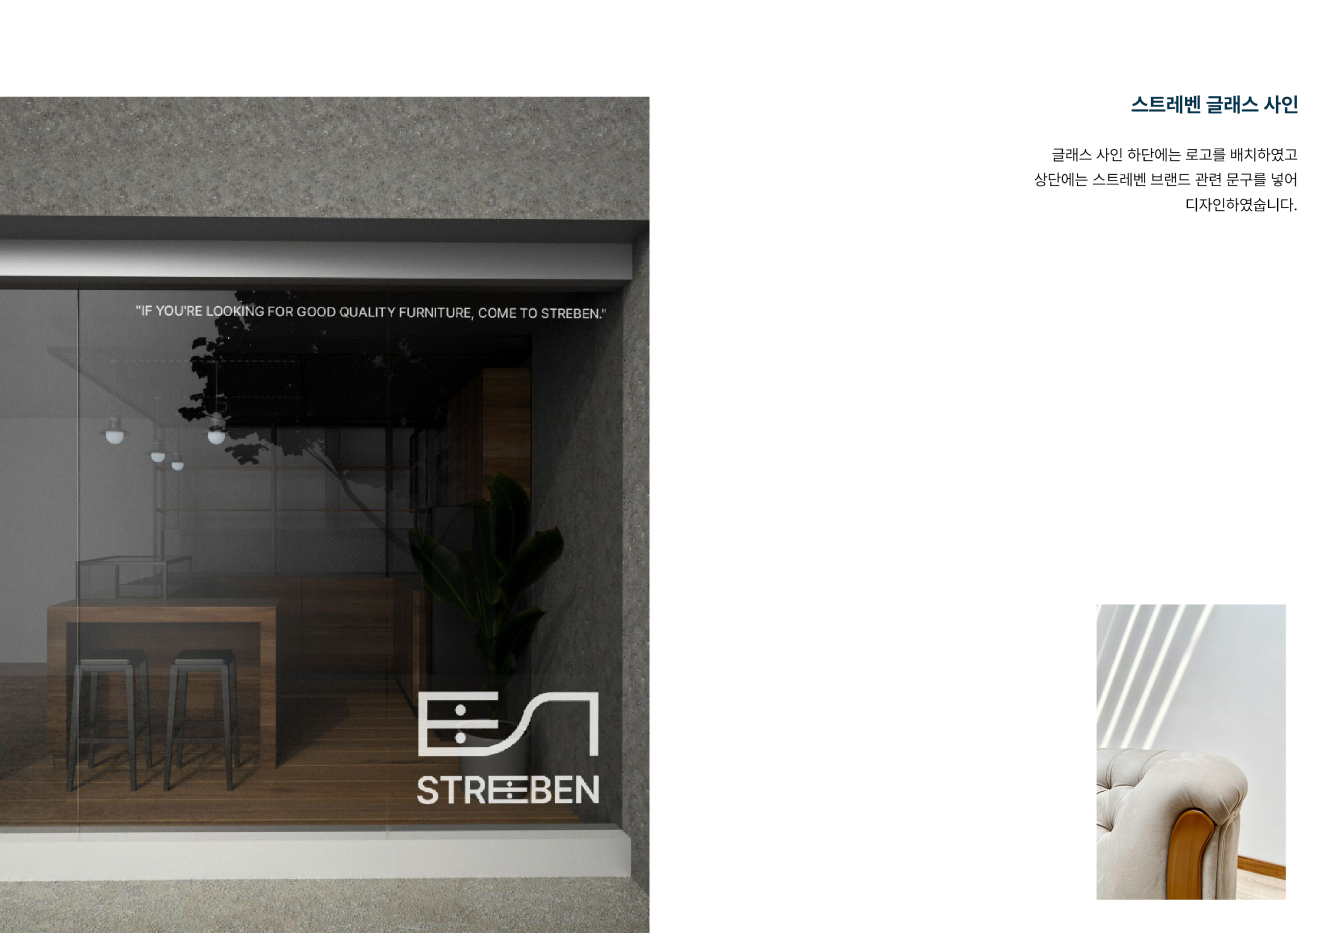 스트레벤 글래스 사인
글래스 사인 하단에는 로고를 배치하였고
상단에는 스트레벤 브랜드 관련 문구를 넣어
디자인하였습니다.
"IF YOU'RE LOOKING FOR GOOD QUALITY FURNITURE, COME TO STREBEN."
STREBEN